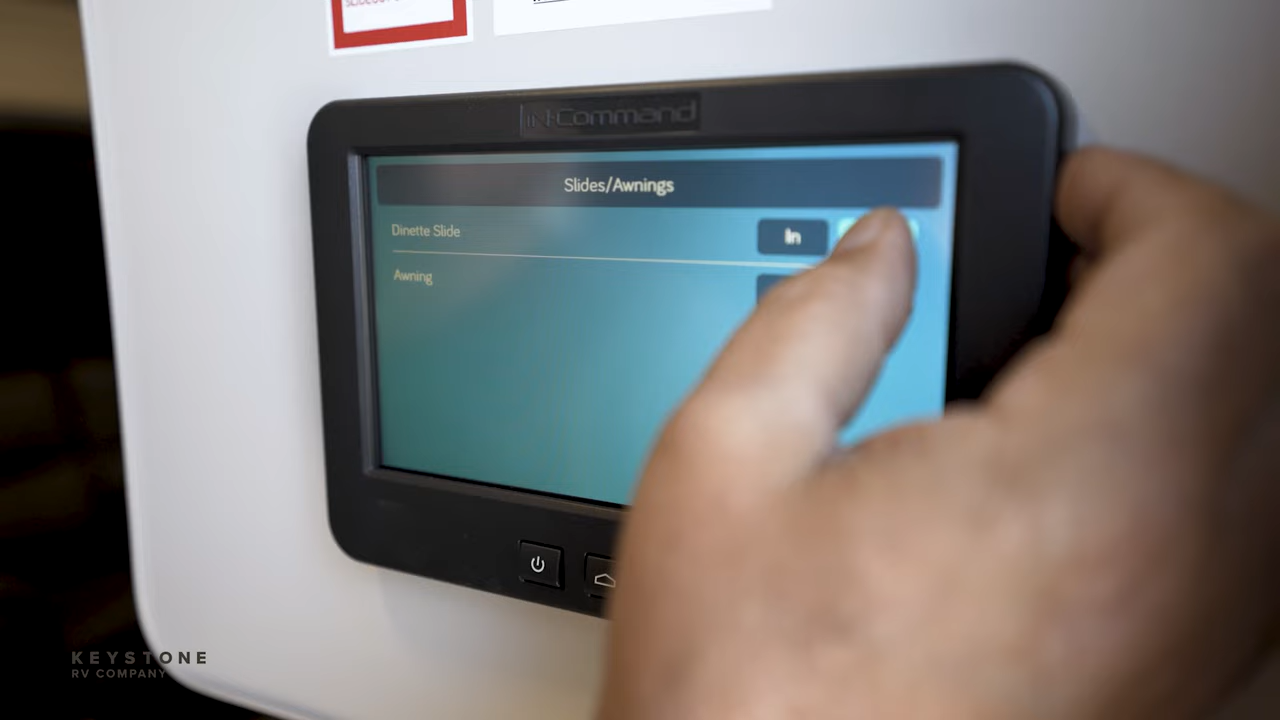 iN·Command
Slides/Awnings
Dinette Slide
In
Awning
KEYSTONE
RV COMPANY